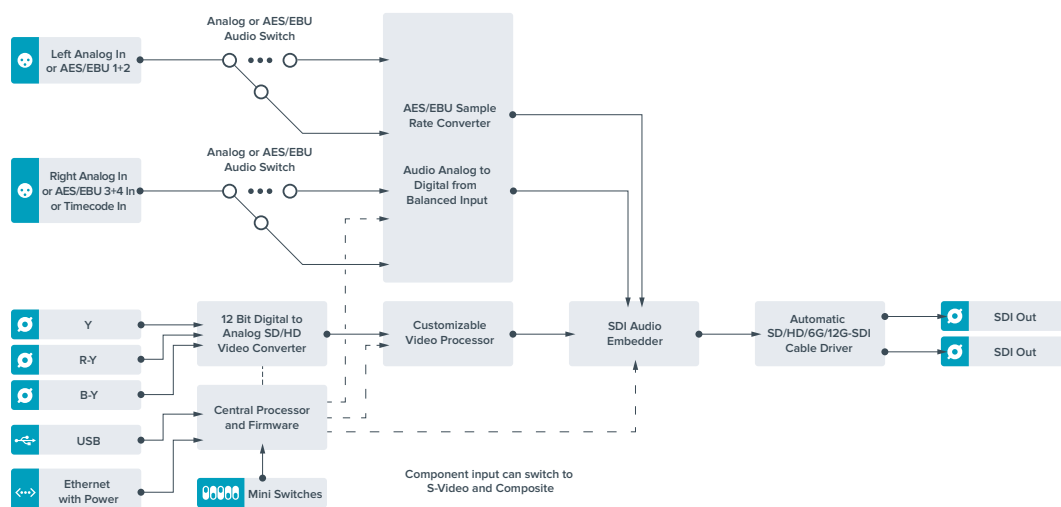 Analog or AES/EBU
Audio Switch
Left Analog In
or AES/EBU 1+2
AES/EBU Sample
Rate Converter
Analog or AES/EBU
Audio Switch
Right Analog In
or AES/EBU 3+4 In
or Timecode In
Audio Analog to
Digital from
Balanced Input
Y
R-Y
B-Y
12 Bit Digital to
Analog SD/HD
Video Converter
Customizable
Video Processor
SDI Audio
Embedder
Automatic
SD/HD/6G/12G-SDI
Cable Driver
SDI Out
SDI Out
USB
Central Processor
and Firmware
Ethernet
with Power
Mini Switches
Component input can switch to
S-Video and Composite